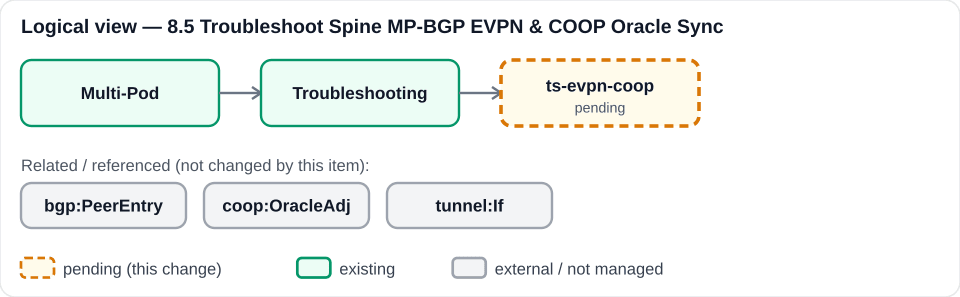 Logical view — 8.5 Troubleshoot Spine MP-BGP EVPN & COOP Oracle Sync
Multi-Pod
Troubleshooting
ts-evpn-coop
pending
Related / referenced (not changed by this item):
bgp:PeerEntry
coop:OracleAdj
tunnel:If
pending (this change)
existing
external / not managed